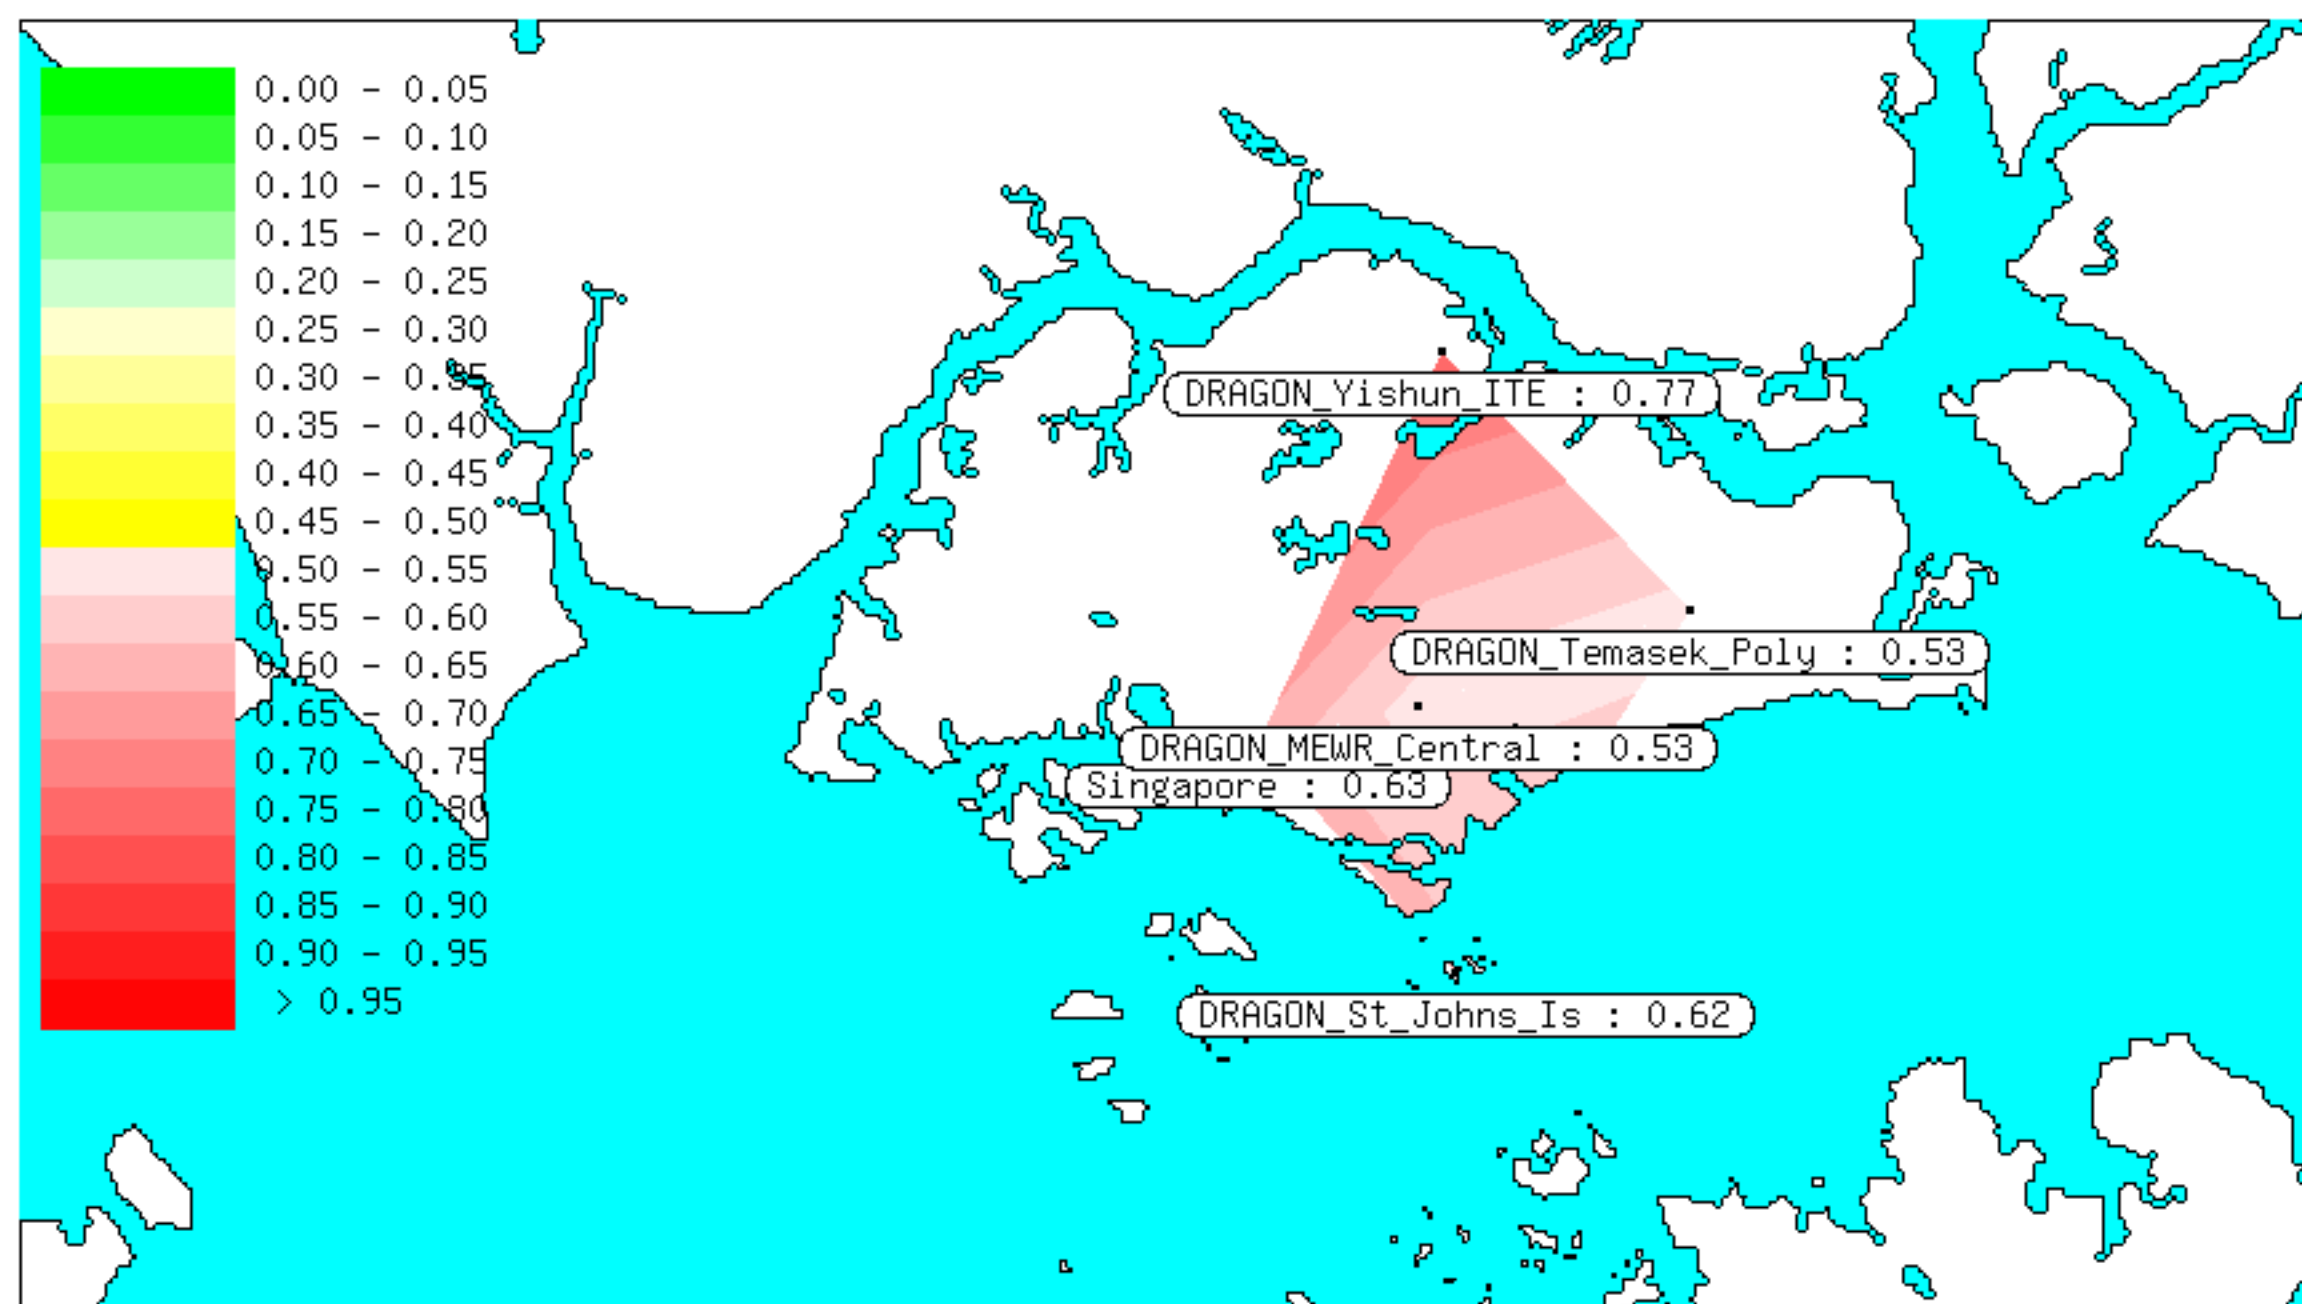 0.00 - 0.05
0.05 - 0.10
0.10 - 0.15
0.15 - 0.20
0.20 - 0.25
0.25 - 0.30
0.30 - 0.35
0.35 - 0.40
0.40 - 0.45
0.45 - 0.50
0.50 - 0.55
0.55 - 0.60
0.60 - 0.65
0.65 - 0.70
0.70 - 0.75
0.75 - 0.80
0.80 - 0.85
0.85 - 0.90
0.90 - 0.95
> 0.95
DRAGON_Yishun_ITE : 0.77
DRAGON_Temasek_Poly : 0.53
DRAGON_MEWR_Central : 0.53
Singapore : 0.63
DRAGON_St_Johns_Is : 0.62